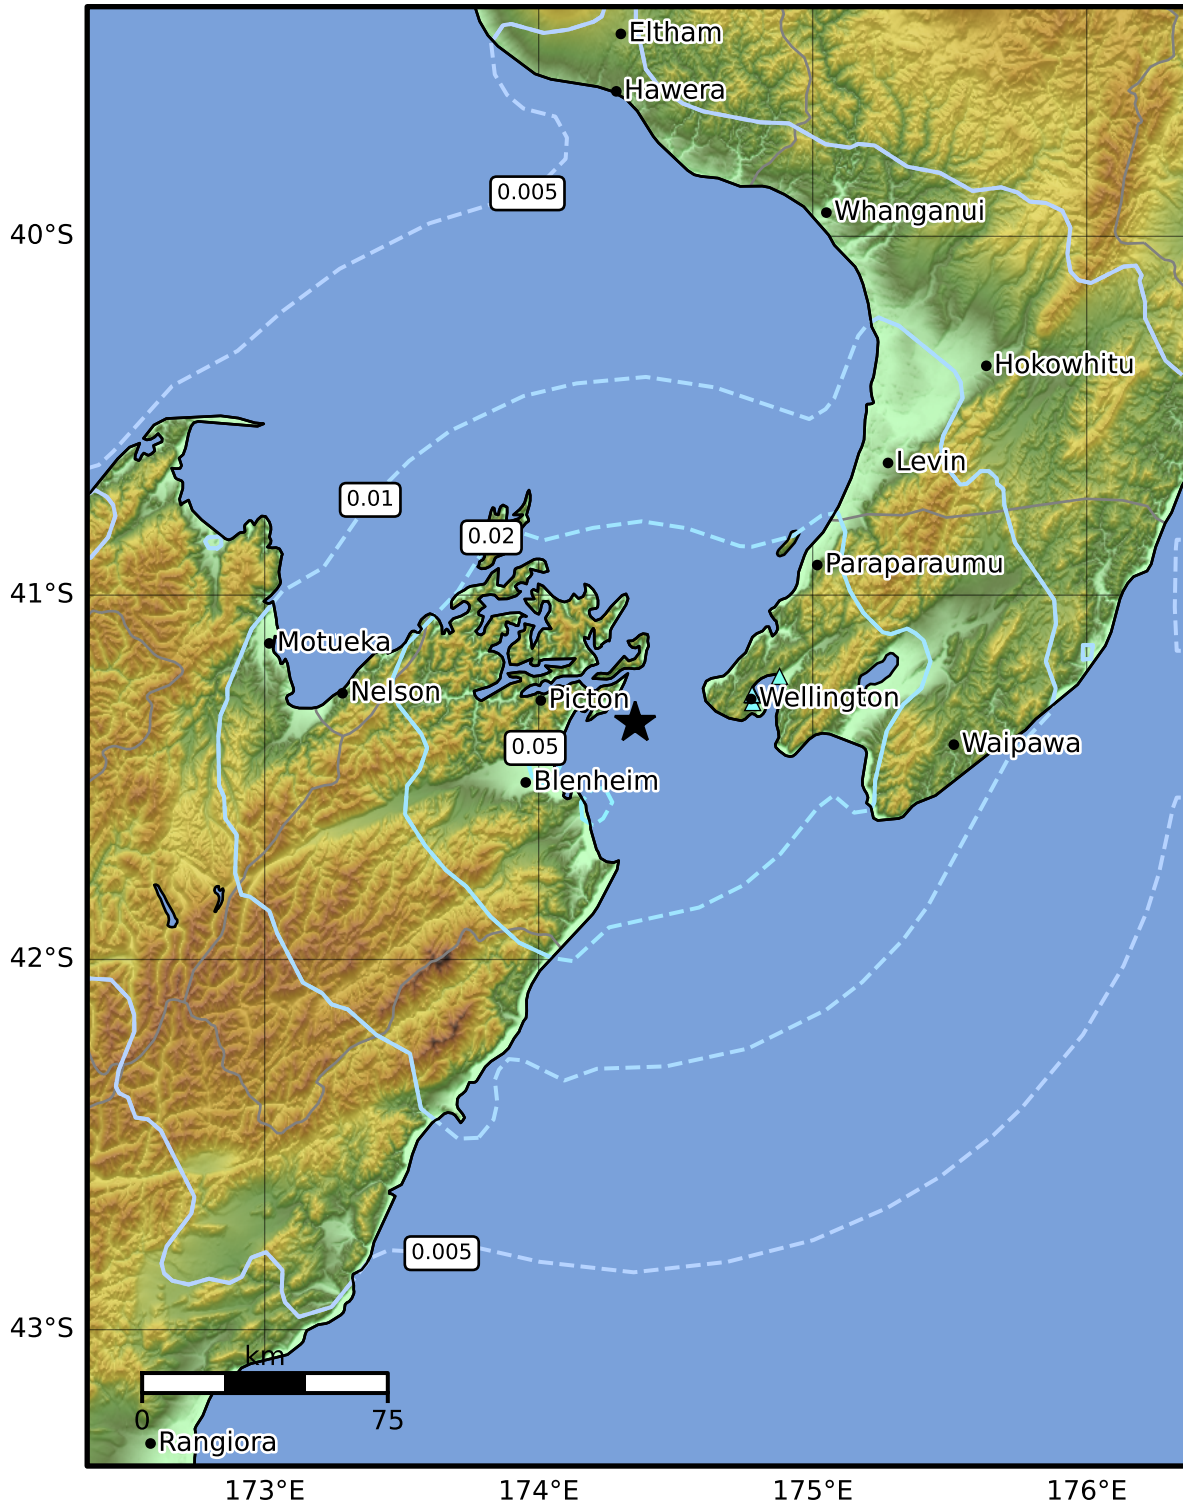 Eltham
Hawera
0.005
Whanganui
40°S
Hokowhitu
Levin
0.01
0.02
Paraparaumu
41°S
Motueka
Nelson
Picton
Wellington
0.05
Waipawa
Blenheim
42°S
0.005
43°S
km
0
75
Rangiora
173°E
174°E
175°E
176°E